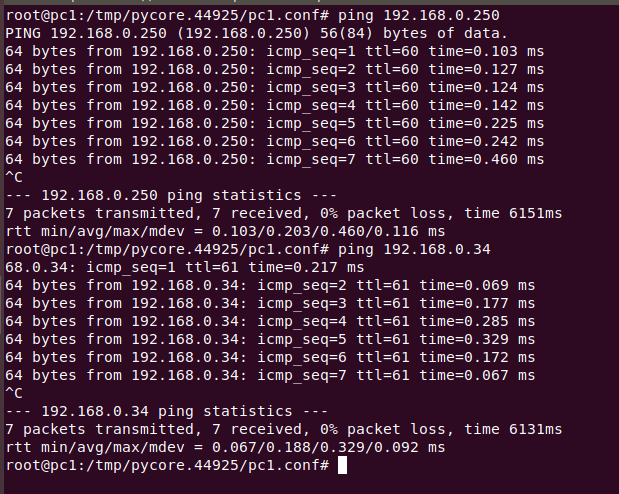 root@pc1:/tmp/pycore.44925/pc1.conf# ping 192.168.0.250
PING 192.168.0.250 (192.168.0.250) 56(84) bytes of data.
64 bytes from 192.168.0.250: icmp_seq=1 ttl=60 time=0.103 ms
64 bytes from 192.168.0.250: icmp_seq=2 ttl=60 time=0.127 ms
64 bytes from 192.168.0.250: icmp_seq=3 ttl=60 time=0.124 ms
64 bytes from 192.168.0.250: icmp_seq=4 ttl=60 time=0.142 ms
64 bytes from 192.168.0.250: icmp_seq=5 ttl=60 time=0.225 ms
64 bytes from 192.168.0.250: icmp_seq=6 ttl=60 time=0.242 ms
64 bytes from 192.168.0.250: icmp_seq=7 ttl=60 time=0.460 ms
^C
--- 192.168.0.250 ping statistics ---
7 packets transmitted, 7 received, 0% packet loss, time 6151ms
rtt min/avg/max/mdev = 0.103/0.203/0.460/0.116 ms
root@pc1:/tmp/pycore.44925/pc1.conf# ping 192.168.0.34
68.0.34: icmp_seq=1 ttl=61 time=0.217 ms
64 bytes from 192.168.0.34: icmp_seq=2 ttl=61 time=0.069 ms
64 bytes from 192.168.0.34: icmp_seq=3 ttl=61 time=0.177 ms
64 bytes from 192.168.0.34: icmp_seq=4 ttl=61 time=0.285 ms
64 bytes from 192.168.0.34: icmp_seq=5 ttl=61 time=0.329 ms
64 bytes from 192.168.0.34: icmp_seq=6 ttl=61 time=0.172 ms
64 bytes from 192.168.0.34: icmp_seq=7 ttl=61 time=0.067 ms
^C
--- 192.168.0.34 ping statistics ---
7 packets transmitted, 7 received, 0% packet loss, time 6131ms
rtt min/avg/max/mdev = 0.067/0.188/0.329/0.092 ms
root@pc1:/tmp/pycore.44925/pc1.conf#